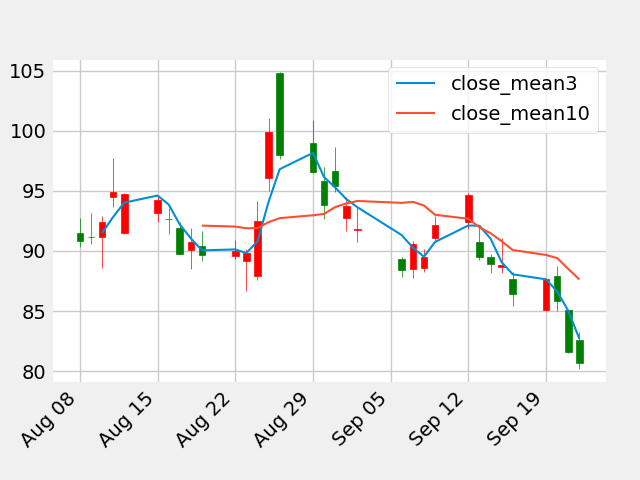 close_mean3
close_mean10
105
100
95
90
85
80
Aug 08
Aug 15
Aug 22
Aug 29
Sep 05
Sep 12
Sep 19